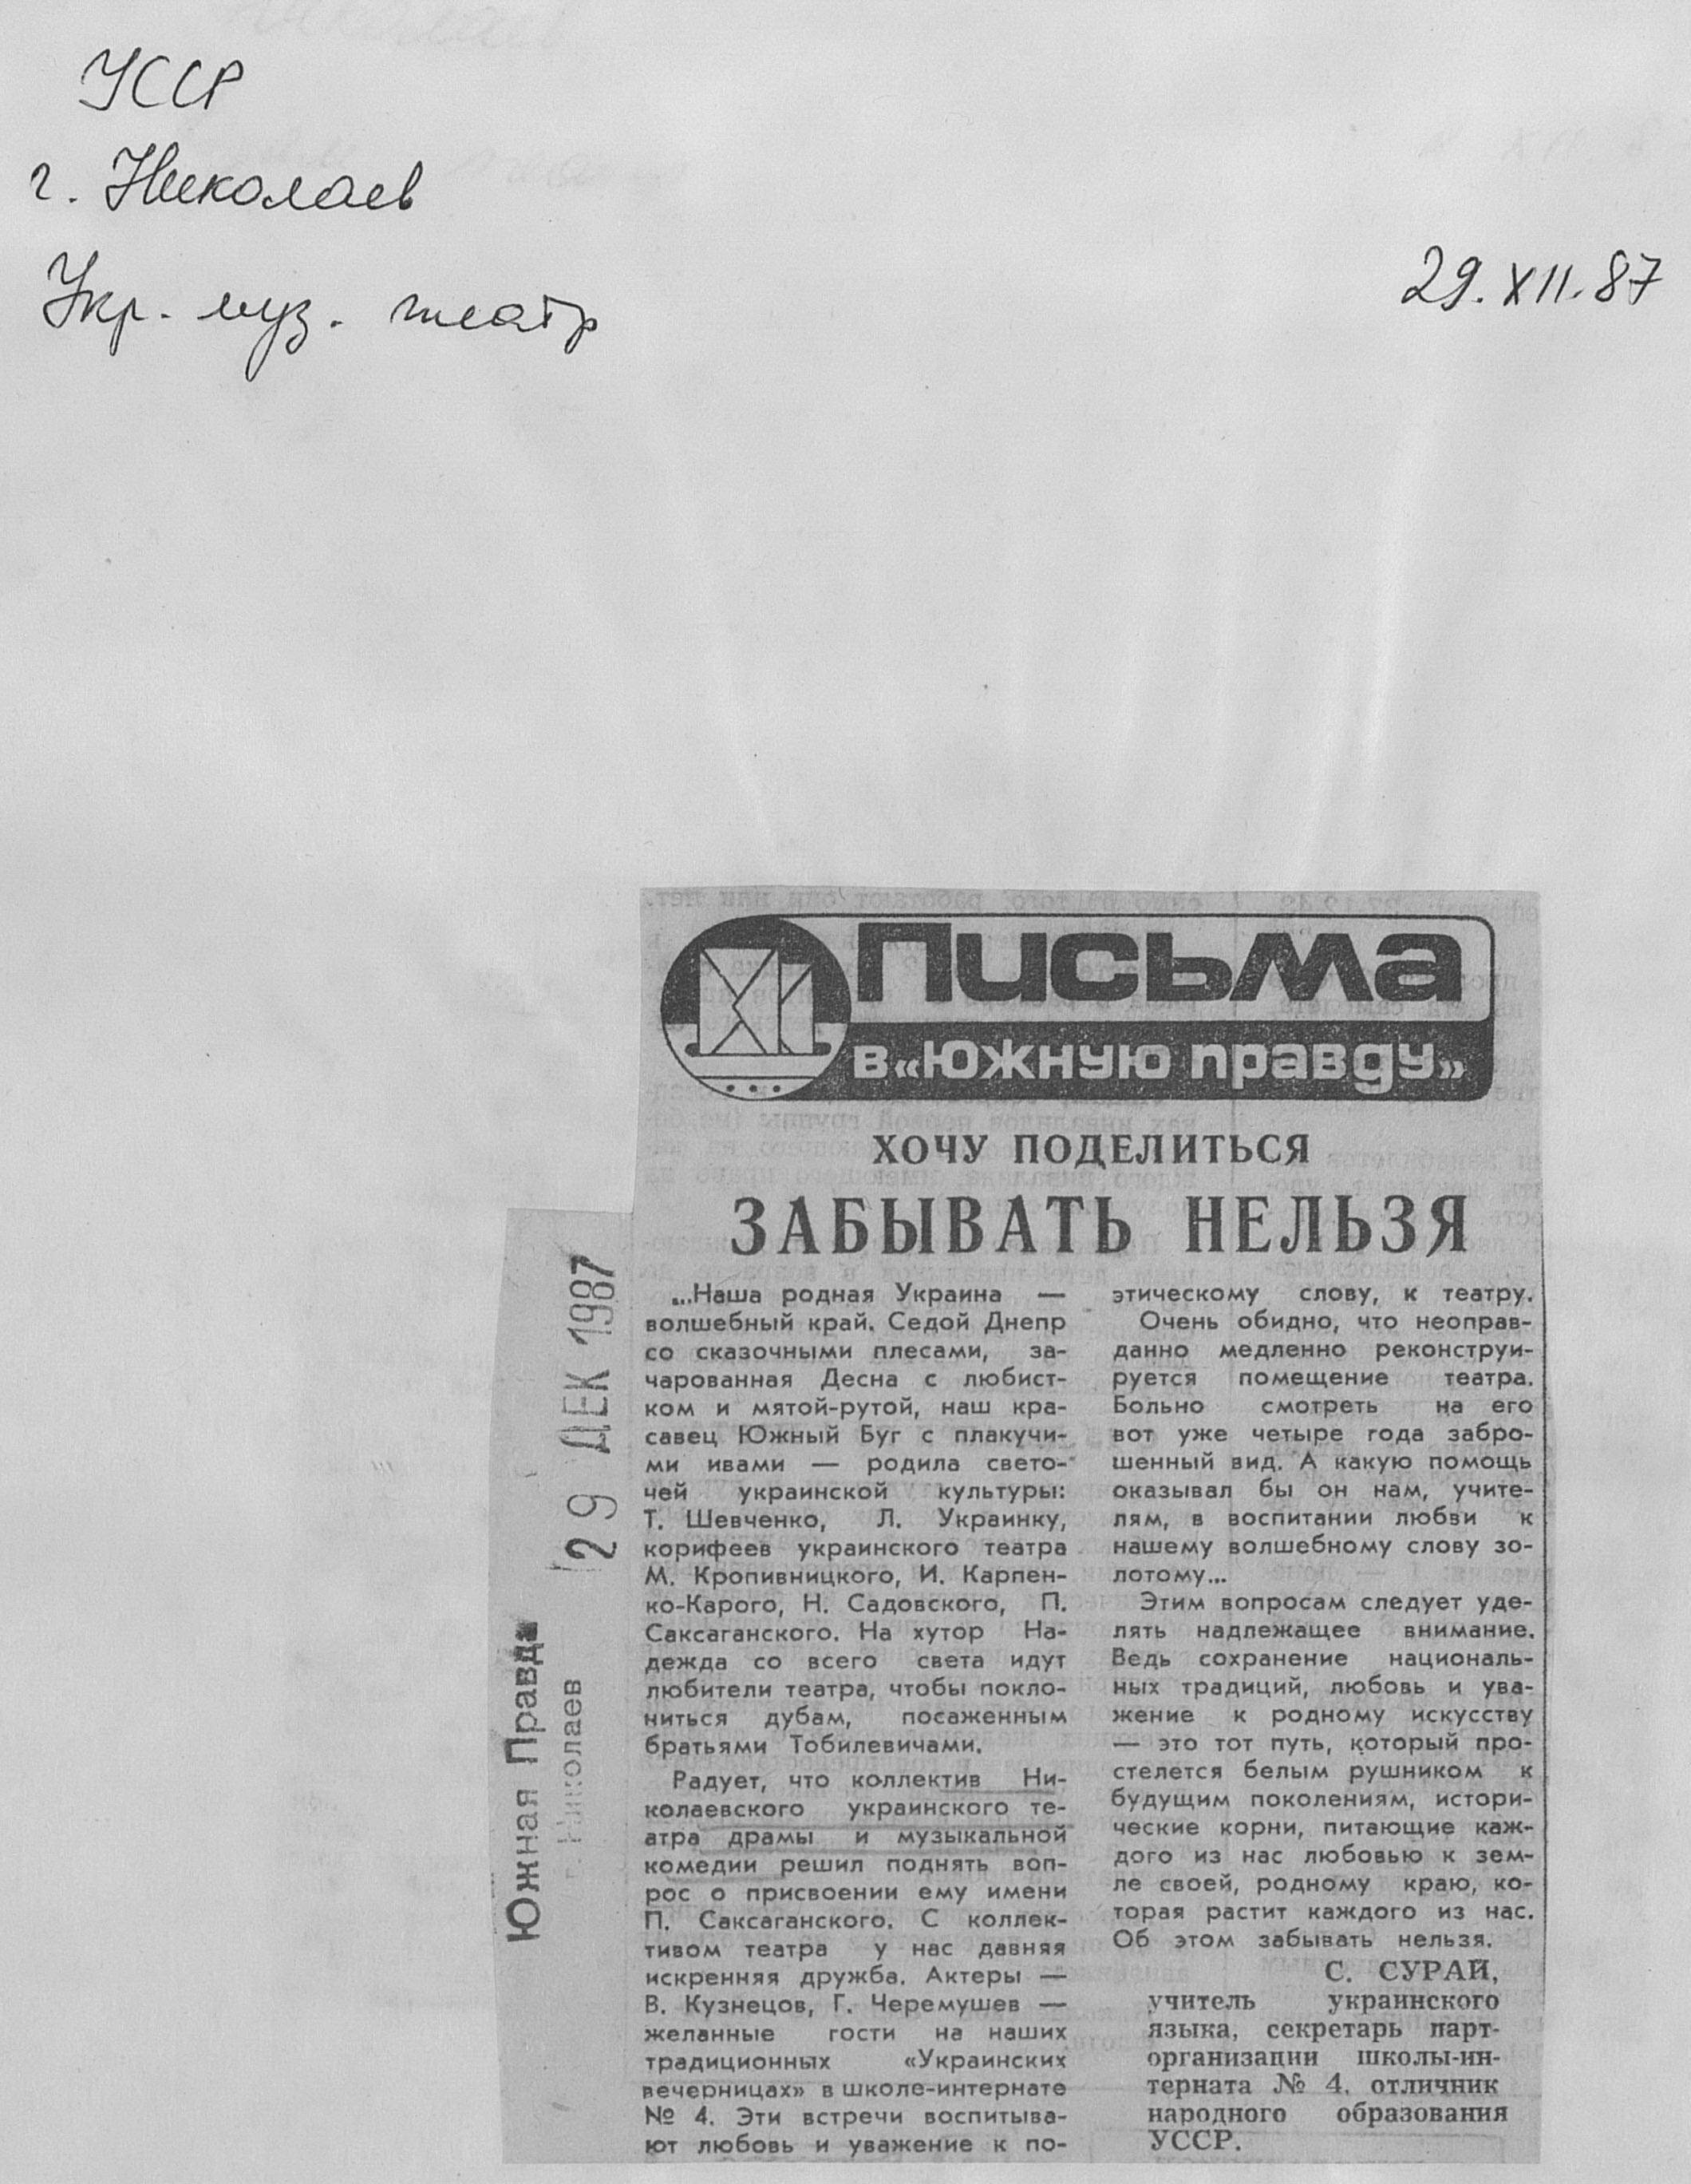 УССР
г. Николаев
Укр. муз. театр
29.XII.87
Письма
в «Южную правду»
ХОЧУ ПОДЕЛИТЬСЯ
ЗАБЫВАТЬ НЕЛЬЗЯ
...Наша родная Украина —
волшебный край. Седой Днепр
со сказочными плесами, за-
чарованная Десна с любист-
ком и мятой-рутой, наш кра-
савец Южный Буг с плакучи-
ми ивами — родила свето-
чей украинской культуры:
Т. Шевченко, Л. Украинку,
корифеев украинского театра
М. Кропивницкого, И. Карпен-
ко-Карого, Н. Садовского, П.
Саксаганского. На хутор На-
дежда со всего света идут
любители театра, чтобы покло-
ниться дубам, посаженным
братьями Тобилевичами.
Радует, что коллектив Ни-
колаевского украинского те-
атра драмы и музыкальной
комедии решил поднять воп-
рос о присвоении ему имени
П. Саксаганского. С коллек-
тивом театра у нас давняя
искренняя дружба. Актеры —
В. Кузнецов, Г. Черемушев —
желанные гости на наших
традиционных «Украинских
вечерницах» в школе-интернате
№ 4. Эти встречи воспитыва-
ют любовь и уважение к по-
этическому слову, к театру.
Очень обидно, что неоправ-
данно медленно реконструи-
руется помещение театра.
Больно смотреть на его
вот уже четыре года забро-
шенный вид. А какую помощь
оказывал бы он нам, учите-
лям, в воспитании любви к
нашему волшебному слову зо-
лотому...
Этим вопросам следует уде-
лять надлежащее внимание.
Ведь сохранение националь-
ных традиций, любовь и ува-
жение к родному искусству
— это тот путь, который про-
стелется белым рушником к
будущим поколениям, истори-
ческие корни, питающие каж-
дого из нас любовью к зем-
ле своей, родному краю, ко-
торая растит каждого из нас.
Об этом забывать нельзя.
С. СУРАЙ,
учитель украинского
языка, секретарь парт-
организации школы-ин-
терната № 4, отличник
народного образования
УССР.
Южная Правда
г. Николаев
29 ДЕК 1987